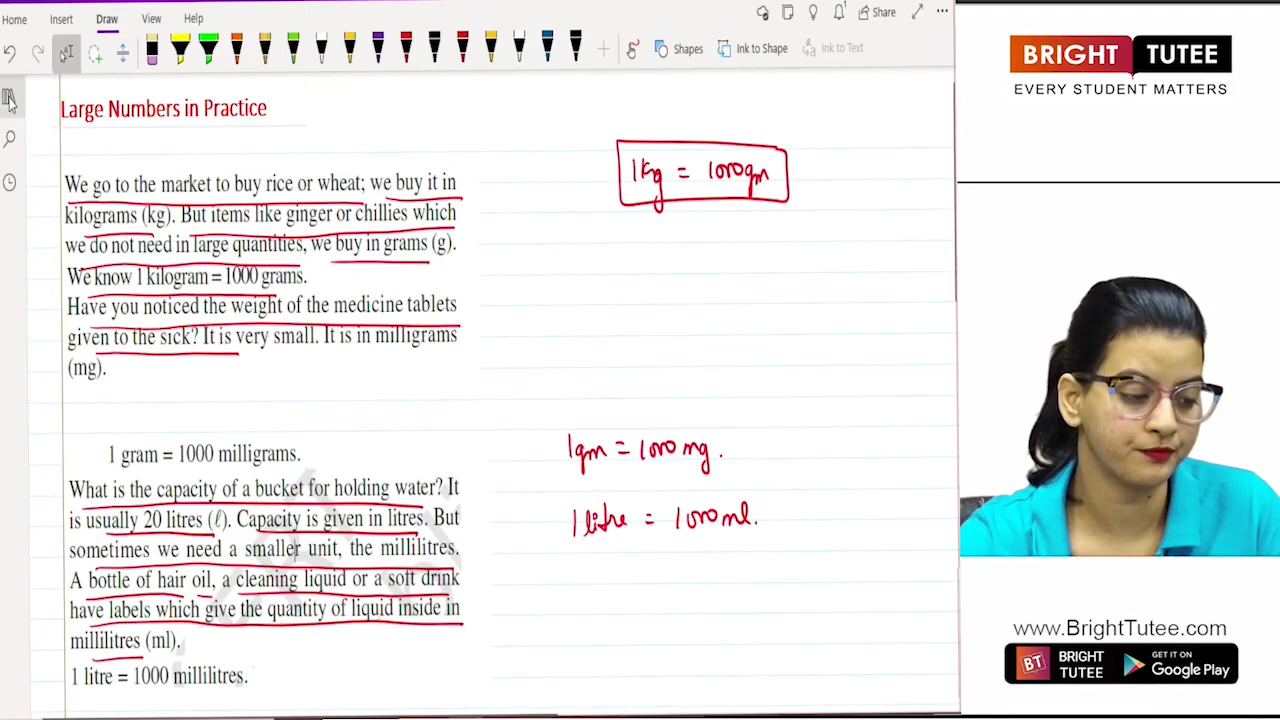 Home Insert Draw View Help
Share
Shapes Ink to Shape Ink to Text
BRIGHT TUTEE
EVERY STUDENT MATTERS
Large Numbers in Practice
1kg = 1000gm
We go to the market to buy rice or wheat; we buy it in
kilograms (kg). But items like ginger or chillies which
we do not need in large quantities, we buy in grams (g).
We know 1 kilogram = 1000 grams.
Have you noticed the weight of the medicine tablets
given to the sick? It is very small. It is in milligrams
(mg).
1 gram = 1000 milligrams.
1gm = 1000 mg.
What is the capacity of a bucket for holding water? It
is usually 20 litres (ℓ). Capacity is given in litres. But
sometimes we need a smaller unit, the millilitres.
A bottle of hair oil, a cleaning liquid or a soft drink
have labels which give the quantity of liquid inside in
millilitres (ml).
1 litre = 1000 millilitres.
1 litre = 1000 ml.
www.BrightTutee.com
BT BRIGHT TUTEE
GET IT ON
Google Play